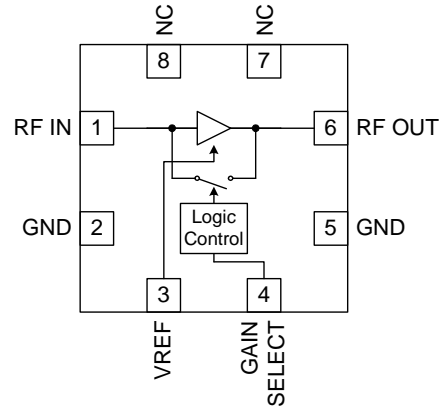 NC
NC
8
7
RF IN
1
6
RF OUT
GND
2
Logic
Control
5
GND
3
4
VREF
GAIN
SELECT